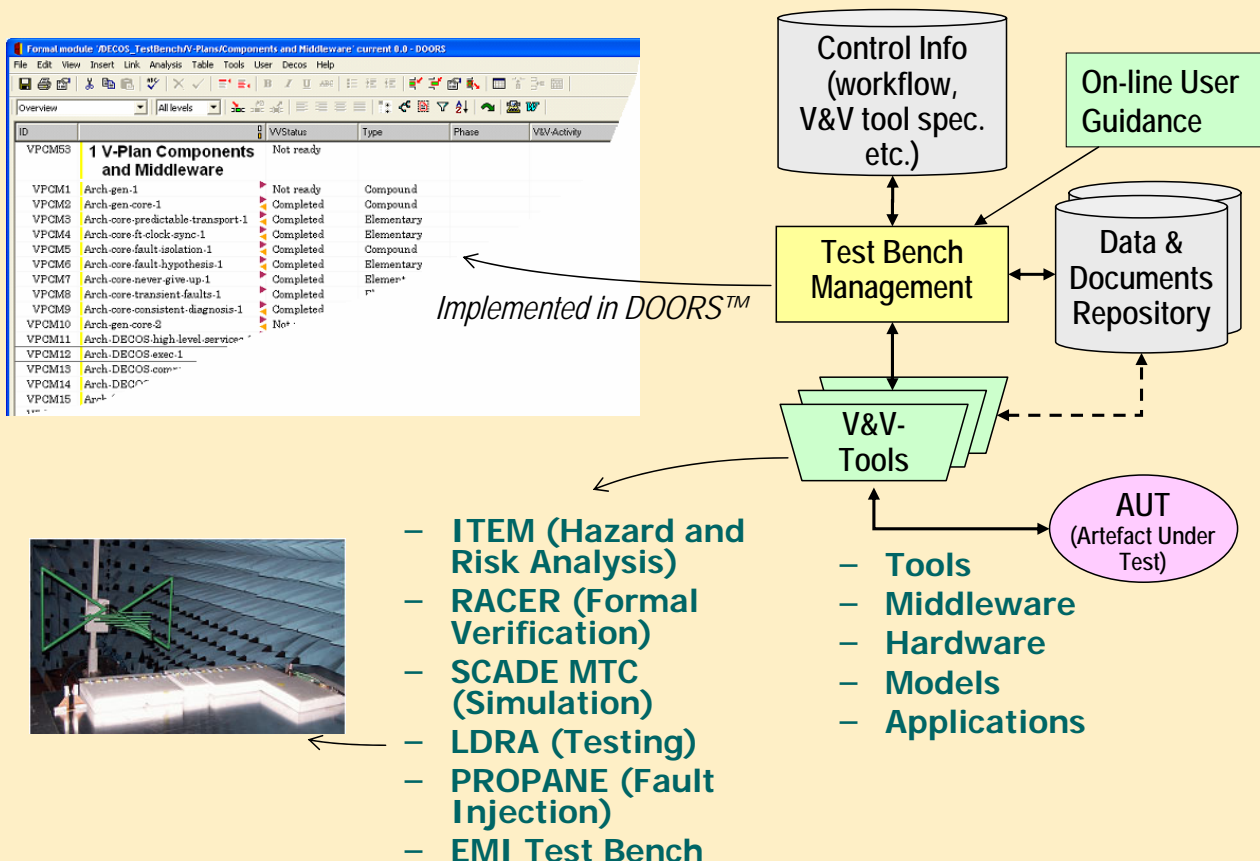 Formal module '/DECOS_TestBench/V-Plans/Components and Middleware' current 0.0 - DOORS
File Edit View Insert Link Analysis Table Tools User Decos Help
Overview All levels
ID VVStatus Type Phase V&V-Activity
VPCM53 1 V-Plan Components and Middleware Not ready
VPCM1 Arch-gen-1 Not ready Compound
VPCM2 Arch-gen-core-1 Completed Compound
VPCM3 Arch-core-predictable-transport-1 Completed Elementary
VPCM4 Arch-core-ft-clock-sync-1 Completed Elementary
VPCM5 Arch-core-fault-isolation-1 Completed Compound
VPCM6 Arch-core-fault-hypothesis-1 Completed Elementary
VPCM7 Arch-core-never-give-up-1 Completed
VPCM8 Arch-core-transient-faults-1 Completed
VPCM9 Arch-core-consistent-diagnosis-1 Completed
VPCM10 Arch-gen-core-2
VPCM11 Arch-DECOS-high-level-services
VPCM12 Arch-DECOS-exec-1
VPCM13
VPCM14
VPCM15
Implemented in DOORS™
Control Info
(workflow,
V&V tool spec.
etc.)
On-line User
Guidance
Test Bench
Management
Data &
Documents
Repository
V&V-
Tools
AUT
(Artefact Under
Test)
– ITEM (Hazard and
Risk Analysis)
– RACER (Formal
Verification)
– SCADE MTC
(Simulation)
– LDRA (Testing)
– PROPANE (Fault
Injection)
– EMI Test Bench
– Tools
– Middleware
– Hardware
– Models
– Applications